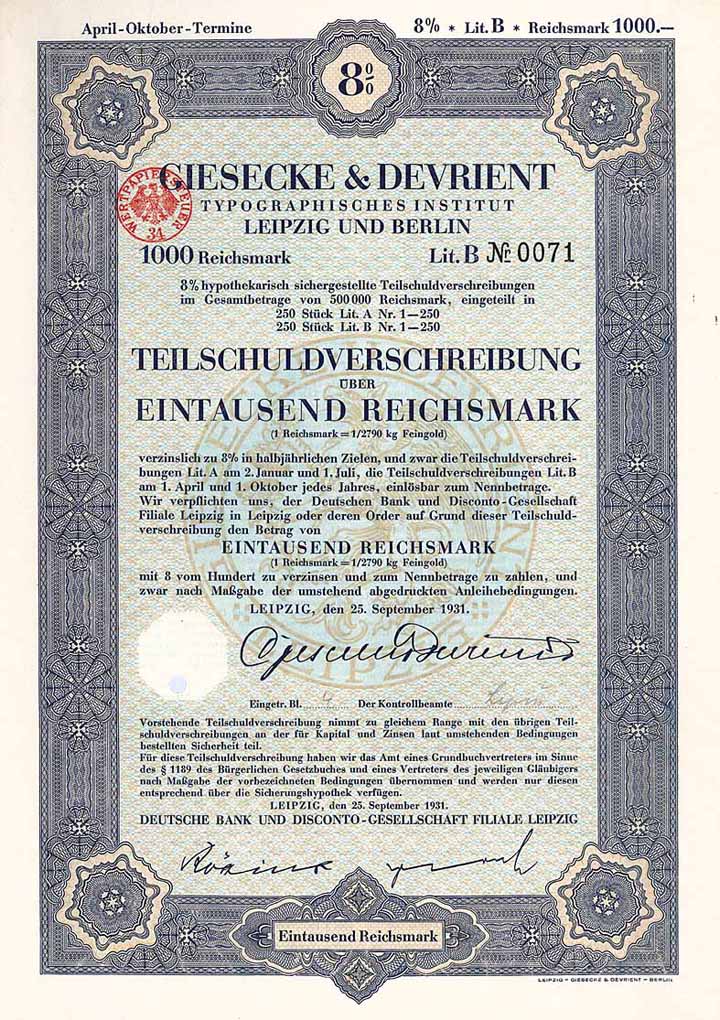 April-Oktober-Termine
8% * Lit. B * Reichsmark 1000.—
8%
GIESECKE & DEVRIENT
TYPOGRAPHISCHES INSTITUT
LEIPZIG UND BERLIN
WERTPAPIERSTEUER
34
1000 Reichsmark Lit. B № 0071
8% hypothekarisch sichergestellte Teilschuldverschreibungen
im Gesamtbetrage von 500000 Reichsmark, eingeteilt in
250 Stück Lit. A Nr. 1—250
250 Stück Lit. B Nr. 1—250
TEILSCHULDVERSCHREIBUNG
ÜBER
EINTAUSEND REICHSMARK
(1 Reichsmark = 1/2790 kg Feingold)
verzinslich zu 8% in halbjährlichen Zielen, und zwar die Teilschuldverschrei-
bungen Lit. A am 2. Januar und 1. Juli, die Teilschuldverschreibungen Lit. B
am 1. April und 1. Oktober jedes Jahres, einlösbar zum Nennbetrage.
Wir verpflichten uns, der Deutschen Bank und Disconto-Gesellschaft
Filiale Leipzig in Leipzig oder deren Order auf Grund dieser Teilschuld-
verschreibung den Betrag von
EINTAUSEND REICHSMARK
(1 Reichsmark = 1/2790 kg Feingold)
mit 8 vom Hundert zu verzinsen und zum Nennbetrage zu zahlen, und
zwar nach Maßgabe der umstehend abgedruckten Anleihebedingungen.
LEIPZIG, den 25. September 1931.
Giesecke & Devrient
Eingetr. Bl. Der Kontrollbeamte
Vorstehende Teilschuldverschreibung nimmt zu gleichem Range mit den übrigen Teil-
schuldverschreibungen an der für Kapital und Zinsen laut umstehenden Bedingungen
bestellten Sicherheit teil.
Für diese Teilschuldverschreibung haben wir das Amt eines Grundbuchvertreters im Sinne
des § 1189 des Bürgerlichen Gesetzbuches und eines Vertreters des jeweiligen Gläubigers
nach Maßgabe der vorbezeichneten Bedingungen übernommen und werden nur diesen
entsprechend über die Sicherungshypothek verfügen.
LEIPZIG, den 25. September 1931.
DEUTSCHE BANK UND DISCONTO-GESELLSCHAFT FILIALE LEIPZIG
Eintausend Reichsmark
LEIPZIG – GIESECKE & DEVRIENT – BERLIN